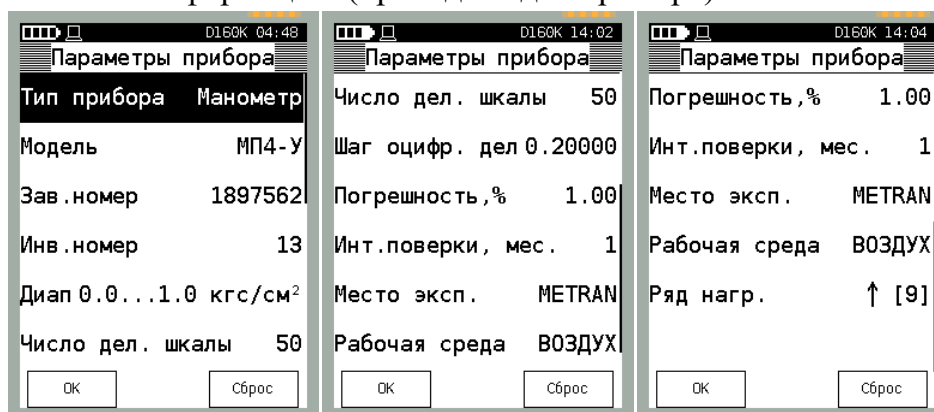 D160K 04:48
Параметры прибора
Тип прибора Манометр
Модель МП4-У
Зав.номер 1897562
Инв.номер 13
Диап 0.0...1.0 кгс/см²
Число дел. шкалы 50
ОК Сброс
D160K 14:02
Параметры прибора
Число дел. шкалы 50
Шаг оцифр. дел 0.20000
Погрешность,% 1.00
Инт.поверки, мес. 1
Место эксп. METRAN
Рабочая среда ВОЗДУХ
ОК Сброс
D160K 14:04
Параметры прибора
Погрешность,% 1.00
Инт.поверки, мес. 1
Место эксп. METRAN
Рабочая среда ВОЗДУХ
Ряд нагр. ↑ [9]
ОК Сброс